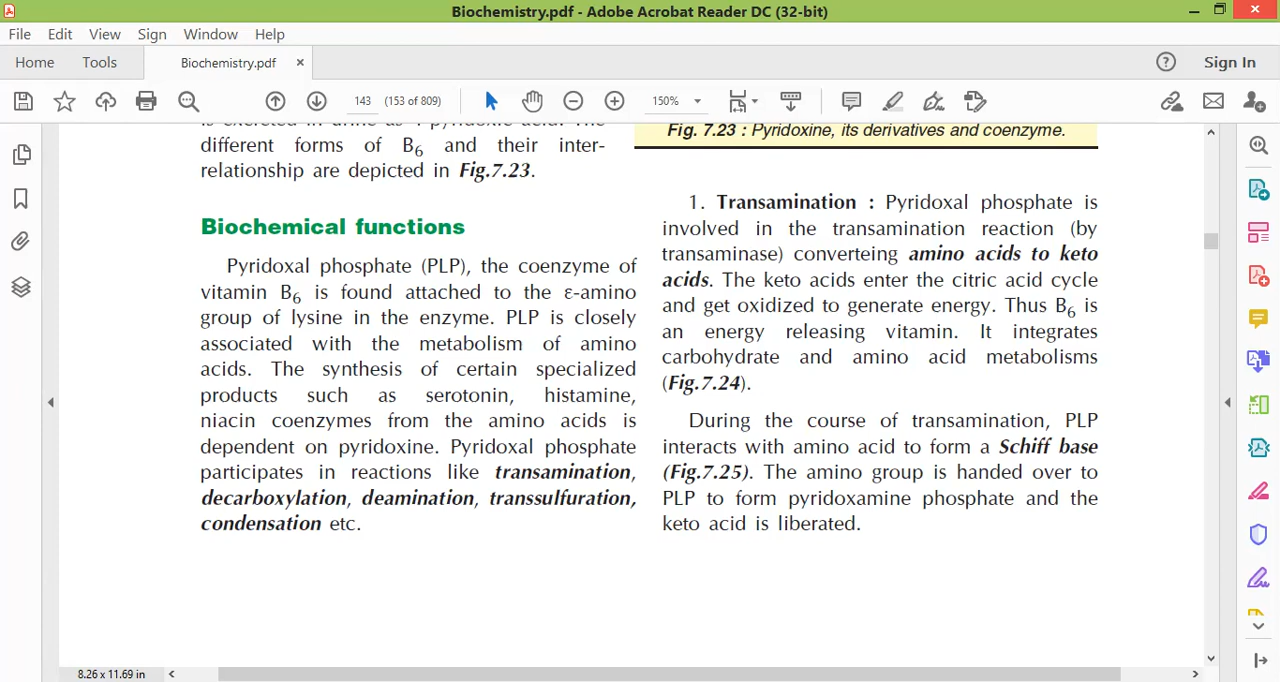 Biochemistry.pdf - Adobe Acrobat Reader DC (32-bit)
File Edit View Sign Window Help
Home Tools Biochemistry.pdf × Sign In
143 (153 of 809) 150%
is excreted in urine as 4-pyridoxic acid. The
different forms of B6 and their inter-
relationship are depicted in Fig.7.23.
Biochemical functions
Pyridoxal phosphate (PLP), the coenzyme of
vitamin B6 is found attached to the ε-amino
group of lysine in the enzyme. PLP is closely
associated with the metabolism of amino
acids. The synthesis of certain specialized
products such as serotonin, histamine,
niacin coenzymes from the amino acids is
dependent on pyridoxine. Pyridoxal phosphate
participates in reactions like transamination,
decarboxylation, deamination, transsulfuration,
condensation etc.
Fig. 7.23 : Pyridoxine, its derivatives and coenzyme.
1. Transamination : Pyridoxal phosphate is
involved in the transamination reaction (by
transaminase) converteing amino acids to keto
acids. The keto acids enter the citric acid cycle
and get oxidized to generate energy. Thus B6 is
an energy releasing vitamin. It integrates
carbohydrate and amino acid metabolisms
(Fig.7.24).
During the course of transamination, PLP
interacts with amino acid to form a Schiff base
(Fig.7.25). The amino group is handed over to
PLP to form pyridoxamine phosphate and the
keto acid is liberated.
8.26 x 11.69 in